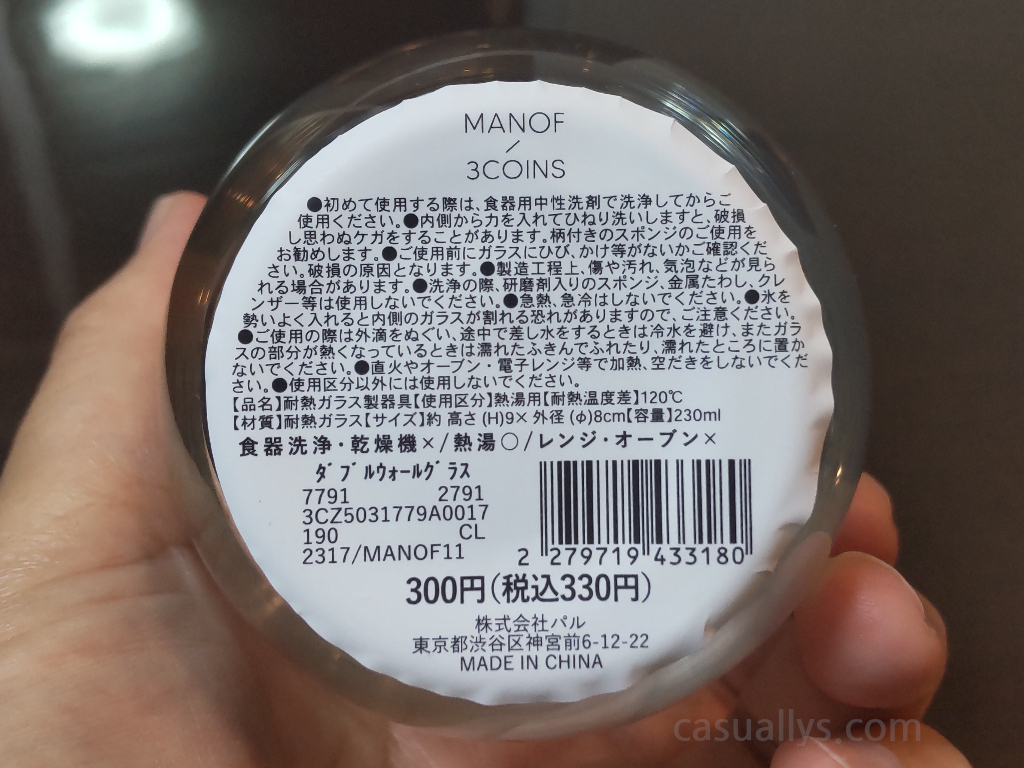 MANOF
/
3COINS
●初めて使用する際は、食器用中性洗剤で洗浄してからご
使用ください。●内側から力を入れてひねり洗いしますと、破損
し思わぬケガをすることがあります。柄付きのスポンジのご使用を
お勧めします。●ご使用前にガラスにひび、かけ等がないかご確認くだ
さい。破損の原因となります。●製造工程上、傷や汚れ、気泡などが見ら
れる場合があります。●洗浄の際、研磨剤入りのスポンジ、金属たわし、クレ
ンザー等は使用しないでください。●急熱、急冷はしないでください。●氷を
勢いよく入れると内側のガラスが割れる恐れがありますので、ご注意ください。
●ご使用の際は外滴をぬぐい、途中で差し水をするときは冷水を避け、またガラ
スの部分が熱くなっているときは濡れたふきんでふれたり、濡れたところに置か
ないでください。●直火やオーブン・電子レンジ等で加熱、空だきをしないでくだ
さい。●使用区分以外には使用しないでください。
【品名】耐熱ガラス製器具【使用区分】熱湯用【耐熱温度差】120℃
【材質】耐熱ガラス【サイズ】約 高さ(H)9× 外径(φ)8cm【容量】230ml
食器洗浄・乾燥機×/熱湯○/レンジ・オーブン×
ダブルウォールグラス
7791 2791
3CZ5031779A0017
190 CL
2317/MANOF11
2 279719 433180
300円(税込330円)
株式会社パル
東京都渋谷区神宮前6-12-22
MADE IN CHINA
casuallys.com